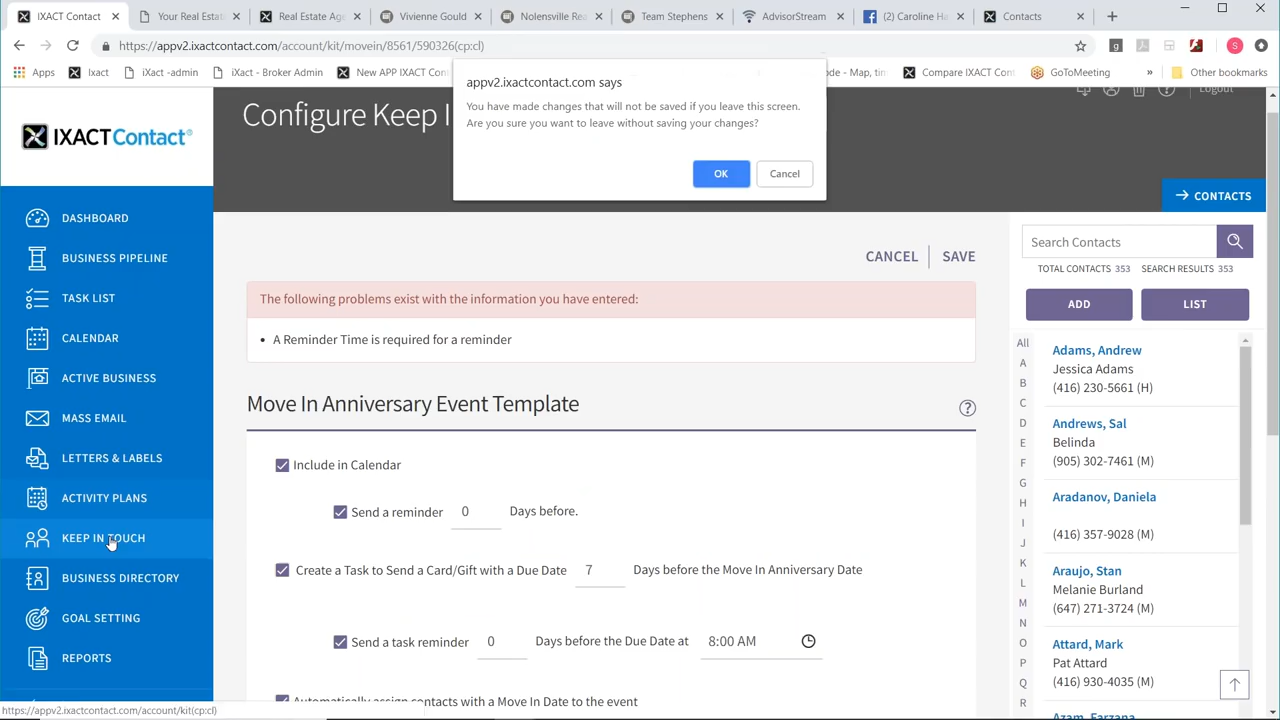 IXACT Contact
Your Real Estat
Real Estate Age
Vivienne Gould
Nolensville Rea
Team Stephens
AdvisorStream
(2) Caroline Ha
Contacts
https://appv2.ixactcontact.com/account/kit/movein/8561/590326(cp:cl)
Apps
Ixact
iXact -admin
iXact - Broker Admin
New APP IXACT Con
ode - Map, tim
Compare IXACT Cont
GoToMeeting
Other bookmarks
appv2.ixactcontact.com says
You have made changes that will not be saved if you leave this screen.
Are you sure you want to leave without saving your changes?
OK
Cancel
Logout
Configure Keep I
IXACTContact®
CONTACTS
DASHBOARD
BUSINESS PIPELINE
TASK LIST
CALENDAR
ACTIVE BUSINESS
MASS EMAIL
LETTERS & LABELS
ACTIVITY PLANS
KEEP IN TOUCH
BUSINESS DIRECTORY
GOAL SETTING
REPORTS
https://appv2.ixactcontact.com/account/kit(cp:cl)
CANCEL
SAVE
The following problems exist with the information you have entered:
• A Reminder Time is required for a reminder
Move In Anniversary Event Template
Include in Calendar
Send a reminder 0 Days before.
Create a Task to Send a Card/Gift with a Due Date 7 Days before the Move In Anniversary Date
Send a task reminder 0 Days before the Due Date at 8:00 AM
Automatically assign contacts with a Move In Date to the event
Search Contacts
TOTAL CONTACTS 353 SEARCH RESULTS 353
ADD
LIST
All
A
B
C
D
E
F
G
H
I
J
K
L
M
N
O
P
Q
R
Adams, Andrew
Jessica Adams
(416) 230-5661 (H)
Andrews, Sal
Belinda
(905) 302-7461 (M)
Aradanov, Daniela
(416) 357-9028 (M)
Araujo, Stan
Melanie Burland
(647) 271-3724 (M)
Attard, Mark
Pat Attard
(416) 930-4035 (M)
Azam, Farzana